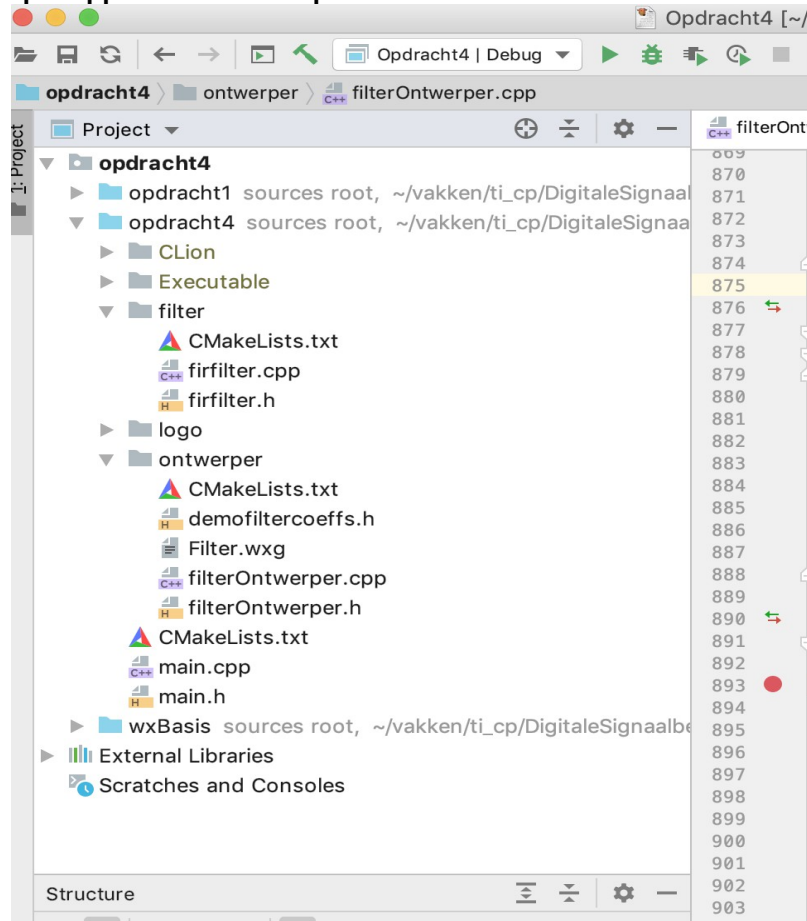 Opdracht4 [~/
Opdracht4 | Debug
opdracht4 ontwerper filterOntwerper.cpp
1: Project
Project
filterOnt
opdracht4
opdracht1 sources root, ~/vakken/ti_cp/DigitaleSignaal
opdracht4 sources root, ~/vakken/ti_cp/DigitaleSignaa
CLion
Executable
filter
CMakeLists.txt
firfilter.cpp
firfilter.h
logo
ontwerper
CMakeLists.txt
demofiltercoeffs.h
Filter.wxg
filterOntwerper.cpp
filterOntwerper.h
CMakeLists.txt
main.cpp
main.h
wxBasis sources root, ~/vakken/ti_cp/DigitaleSignaalbe
External Libraries
Scratches and Consoles
Structure
869
870
871
872
873
874
875
876
877
878
879
880
881
882
883
884
885
886
887
888
889
890
891
892
893
894
895
896
897
898
899
900
901
902
903